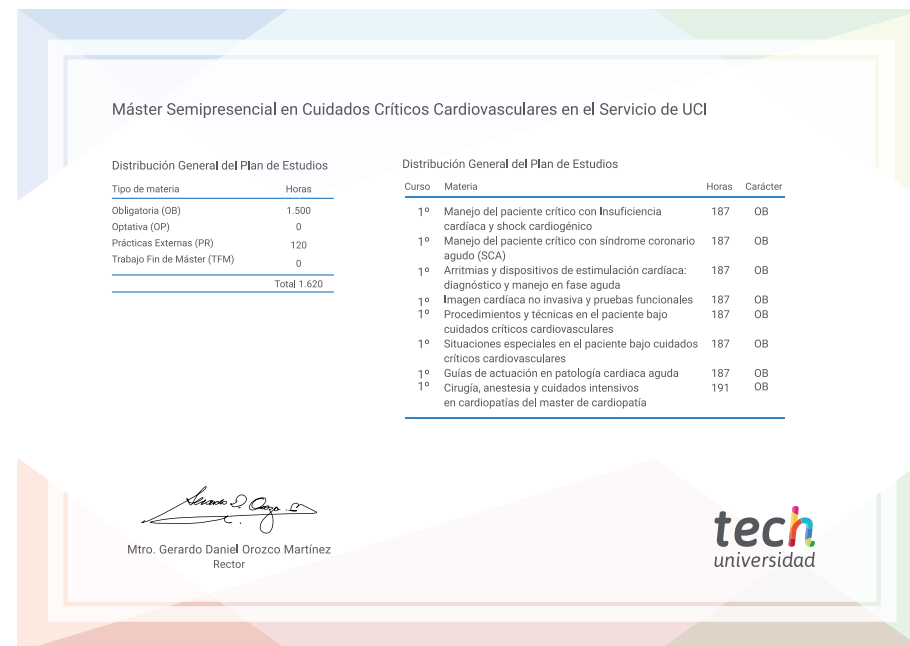 Máster Semipresencial en Cuidados Críticos Cardiovasculares en el Servicio de UCI
Distribución General del Plan de Estudios
Tipo de materia Horas
Obligatoria (OB) 1.500
Optativa (OP) 0
Prácticas Externas (PR) 120
Trabajo Fin de Máster (TFM) 0
Total 1.620
Distribución General del Plan de Estudios
Curso Materia Horas Carácter
1º Manejo del paciente crítico con Insuficiencia 187 OB
cardíaca y shock cardiogénico
1º Manejo del paciente crítico con síndrome coronario 187 OB
agudo (SCA)
1º Arritmias y dispositivos de estimulación cardíaca: 187 OB
diagnóstico y manejo en fase aguda
1º Imagen cardíaca no invasiva y pruebas funcionales 187 OB
1º Procedimientos y técnicas en el paciente bajo 187 OB
cuidados críticos cardiovasculares
1º Situaciones especiales en el paciente bajo cuidados 187 OB
críticos cardiovasculares
1º Guías de actuación en patología cardiaca aguda 187 OB
1º Cirugía, anestesia y cuidados intensivos 191 OB
en cardiopatías del master de cardiopatía
Mtro. Gerardo Daniel Orozco Martínez
Rector
tech
universidad